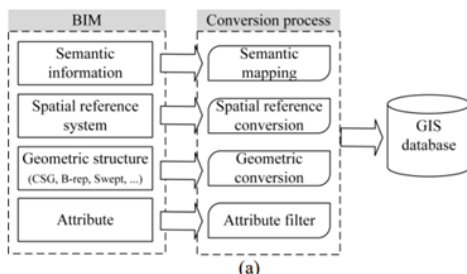 BIM
Conversion process
Semantic
information
Semantic
mapping
Spatial reference
system
Spatial reference
conversion
Geometric structure
(CSG, B-rep, Swept, ...)
Geometric
conversion
Attribute
Attribute filter
GIS
database
(a)